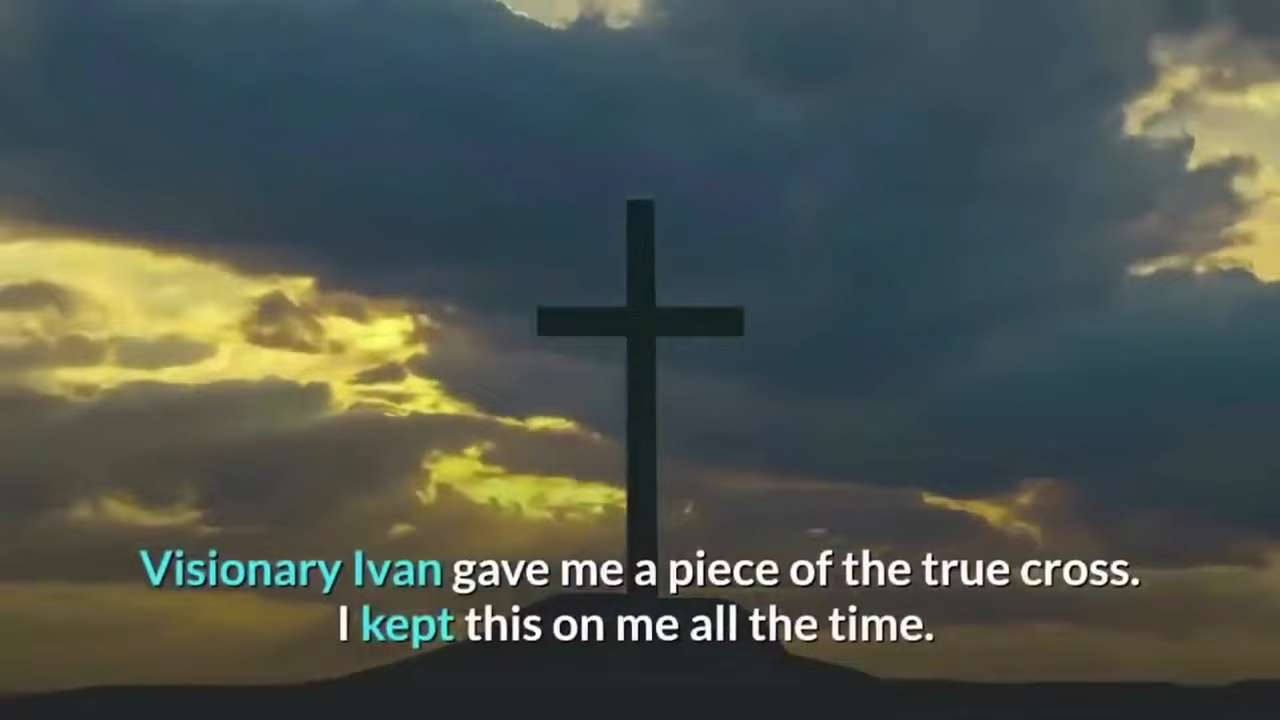 Visionary Ivan gave me a piece of the true cross.
I kept this on me all the time.